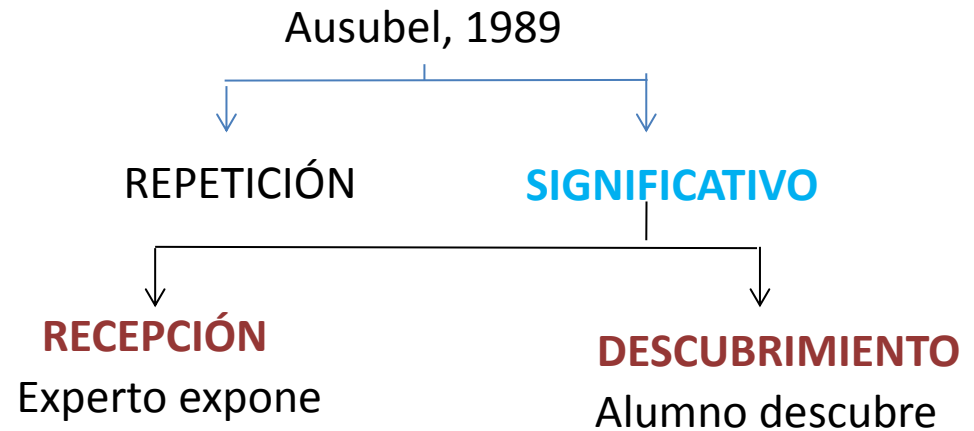 Ausubel, 1989
REPETICIÓN
SIGNIFICATIVO
RECEPCIÓN
Experto expone
DESCUBRIMIENTO
Alumno descubre